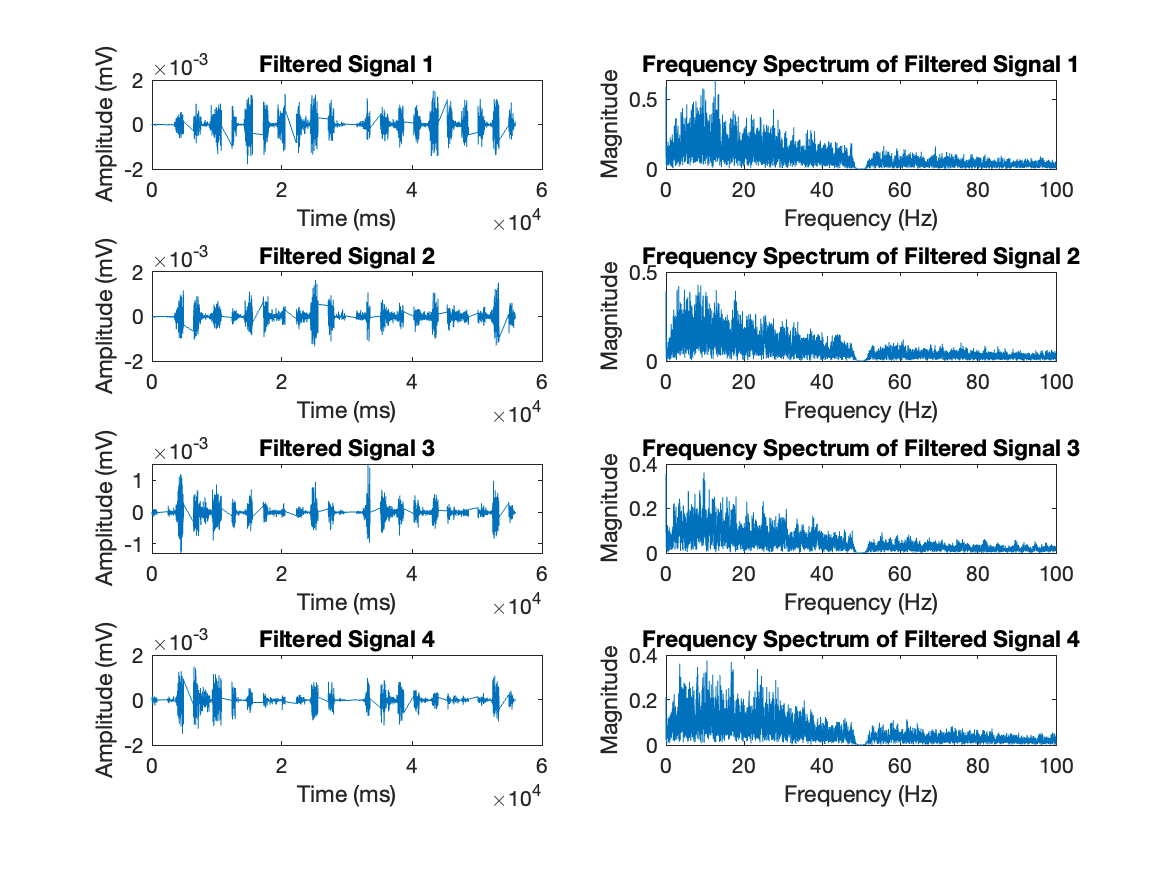 Filtered Signal 1
×10-3
Amplitude (mV)
2
0
-2
0 2 4 6
Time (ms)
×104
Frequency Spectrum of Filtered Signal 1
Magnitude
0.5
0
0 20 40 60 80 100
Frequency (Hz)
Filtered Signal 2
×10-3
Amplitude (mV)
2
0
-2
0 2 4 6
Time (ms)
×104
Frequency Spectrum of Filtered Signal 2
Magnitude
0.5
0
0 20 40 60 80 100
Frequency (Hz)
Filtered Signal 3
×10-3
Amplitude (mV)
1
0
-1
0 2 4 6
Time (ms)
×104
Frequency Spectrum of Filtered Signal 3
Magnitude
0.4
0.2
0
0 20 40 60 80 100
Frequency (Hz)
Filtered Signal 4
×10-3
Amplitude (mV)
2
0
-2
0 2 4 6
Time (ms)
×104
Frequency Spectrum of Filtered Signal 4
Magnitude
0.4
0.2
0
0 20 40 60 80 100
Frequency (Hz)